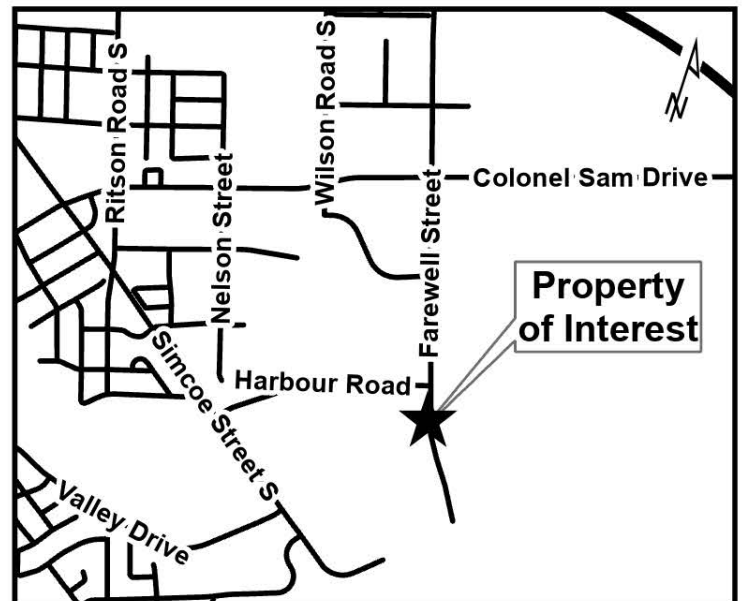 Ritson Road S
Wilson Road S
N
Colonel Sam Drive
Nelson Street
Farewell Street
Property
of Interest
Harbour Road
Simcoe Street S
Valley Drive